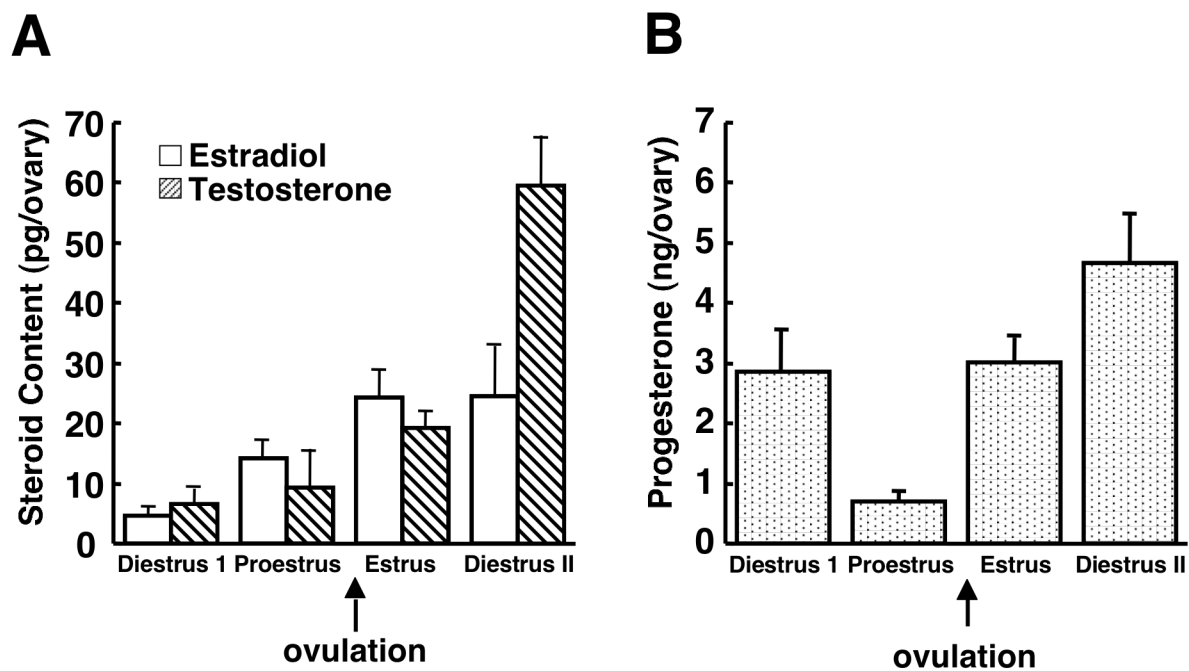 A
Steroid Content (pg/ovary)
70
60
50
40
30
20
10
0
Estradiol
Testosterone
Diestrus 1 Proestrus Estrus Diestrus II
ovulation
B
Progesterone (ng/ovary)
7
6
5
4
3
2
1
0
Diestrus 1 Proestrus Estrus Diestrus II
ovulation